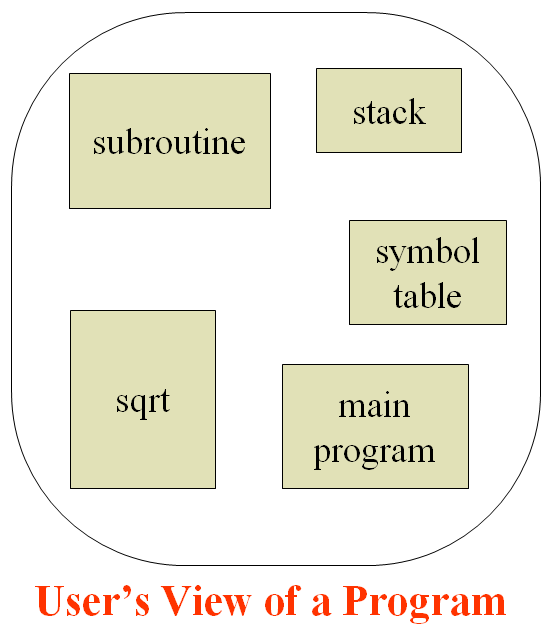 subroutine
stack
symbol
table
sqrt
main
program
User’s View of a Program